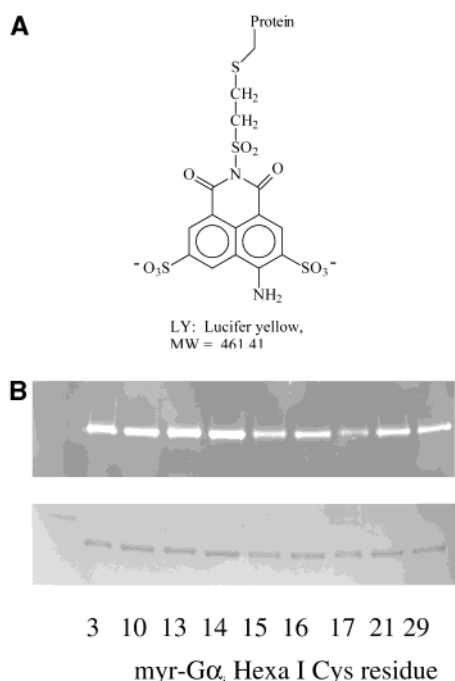 A
Protein
S
CH₂
CH₂
SO₂
O N O
⁻ O₃S SO₃⁻
NH₂
LY: Lucifer yellow,
MW = 461.41
B
3 10 13 14 15 16 17 21 29
myr-Gαᵢ Hexa I Cys residue